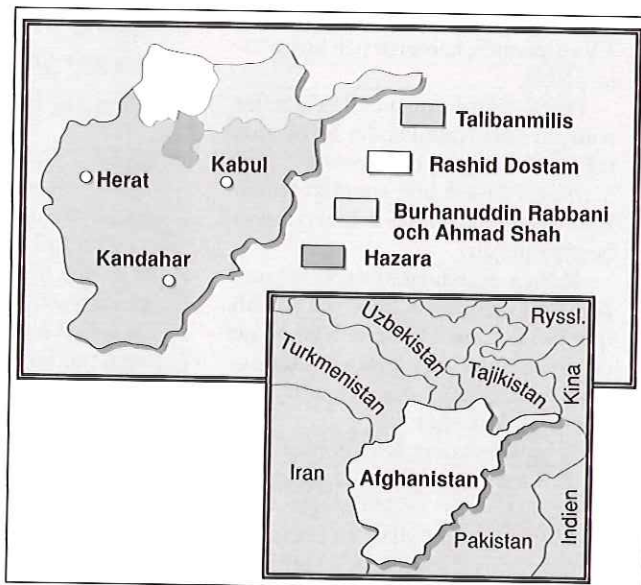 Talibanmilis
Rashid Dostam
Burhanuddin Rabbani
och Ahmad Shah
Hazara
Herat
Kabul
Kandahar
Ryssl.
Uzbekistan
Turkmenistan
Tajikistan
Kina
Iran
Afghanistan
Pakistan
Indien